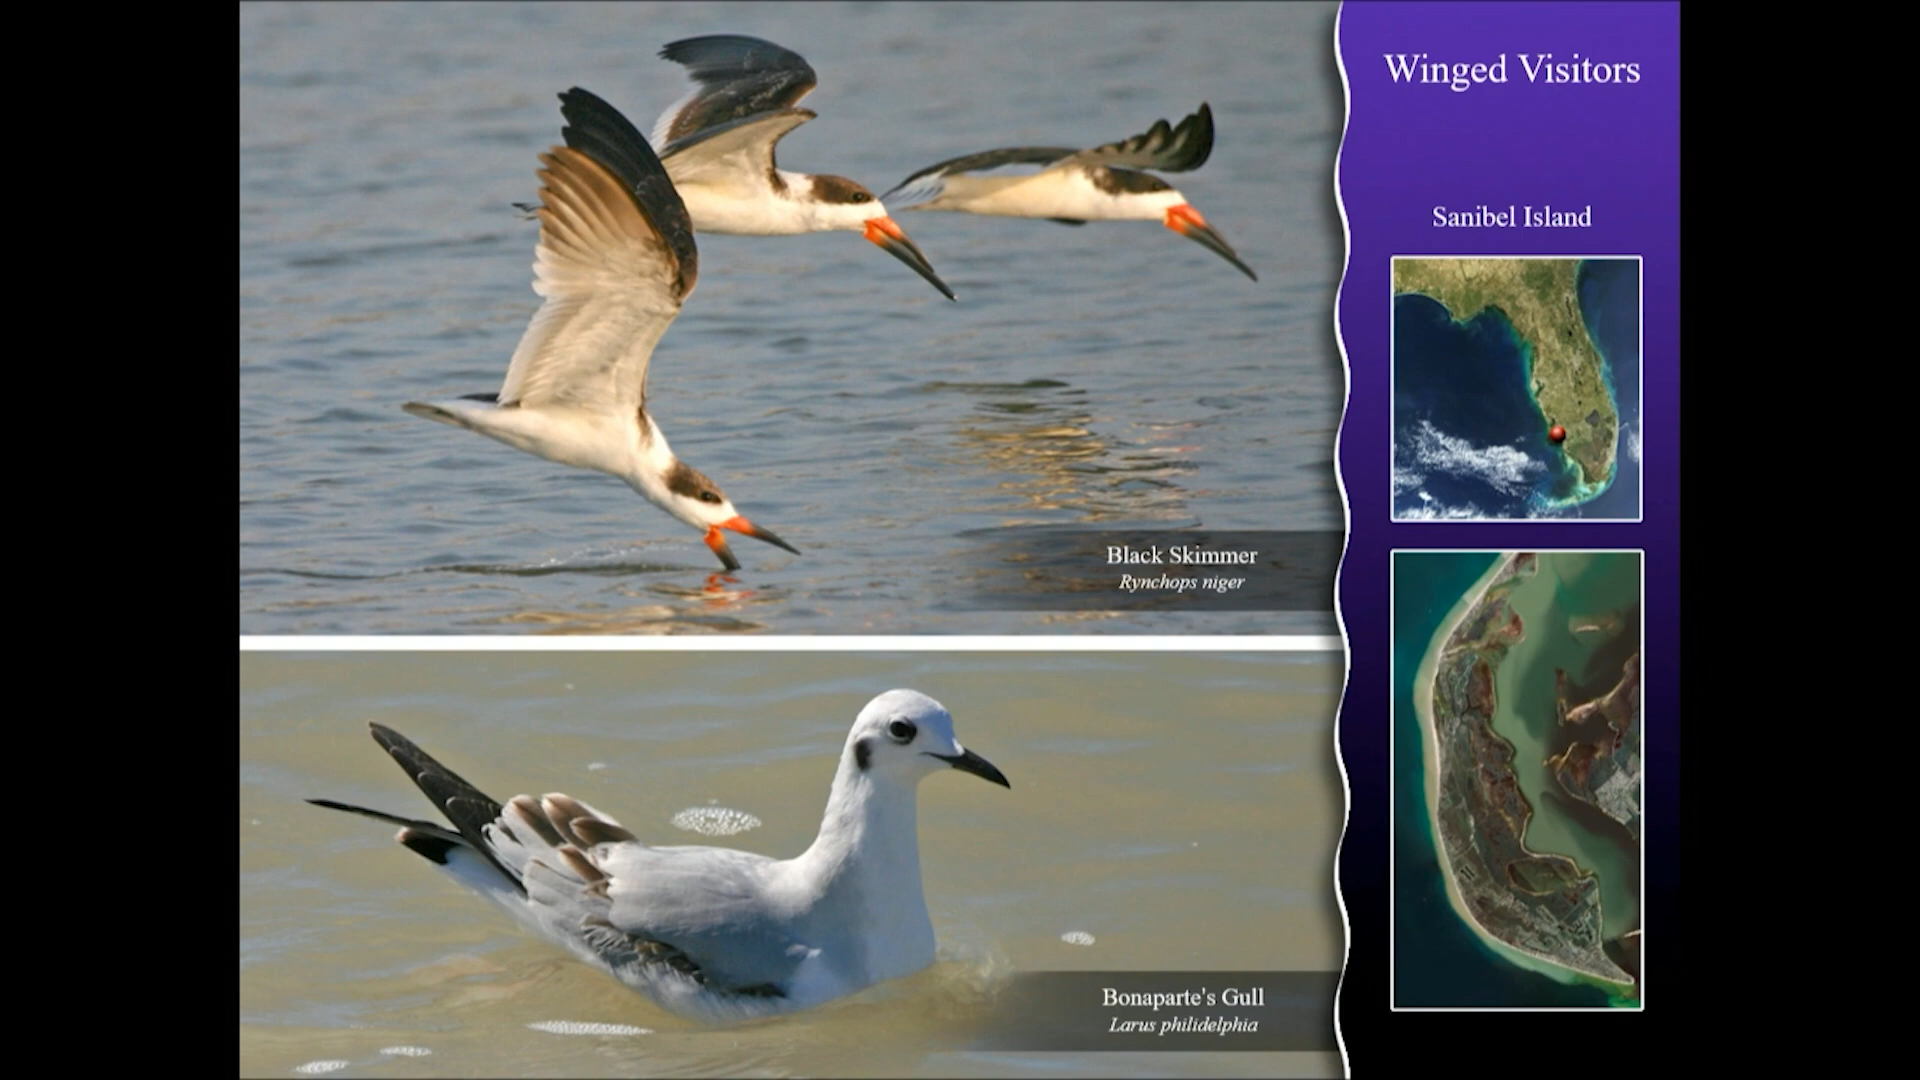 Winged Visitors
Sanibel Island
Black Skimmer
Rynchops niger
Bonaparte's Gull
Larus philidelphia